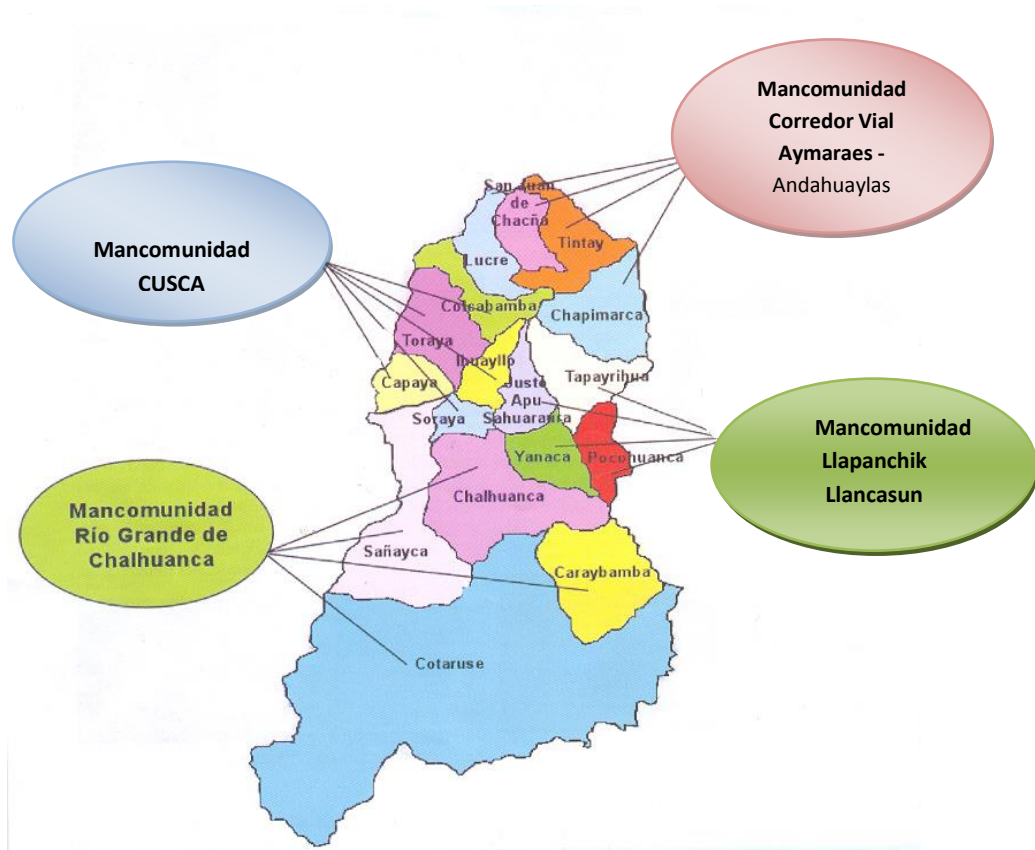 Mancomunidad
Corredor Vial
Aymaraes -
Andahuaylas
Mancomunidad
CUSCA
San Juan
de
Chacña
Tintay
Lucre
Colsabamba
Chapimarca
Toraya
Ihuayllo
Capaya
Justo
Apu
Sahuaraura
Tapayrihua
Soraya
Yanaca
Pocohuanca
Mancomunidad
Llapanchik
Llancasun
Chalhuanca
Mancomunidad
Río Grande de
Chalhuanca
Sañayca
Caraybamba
Cotaruse